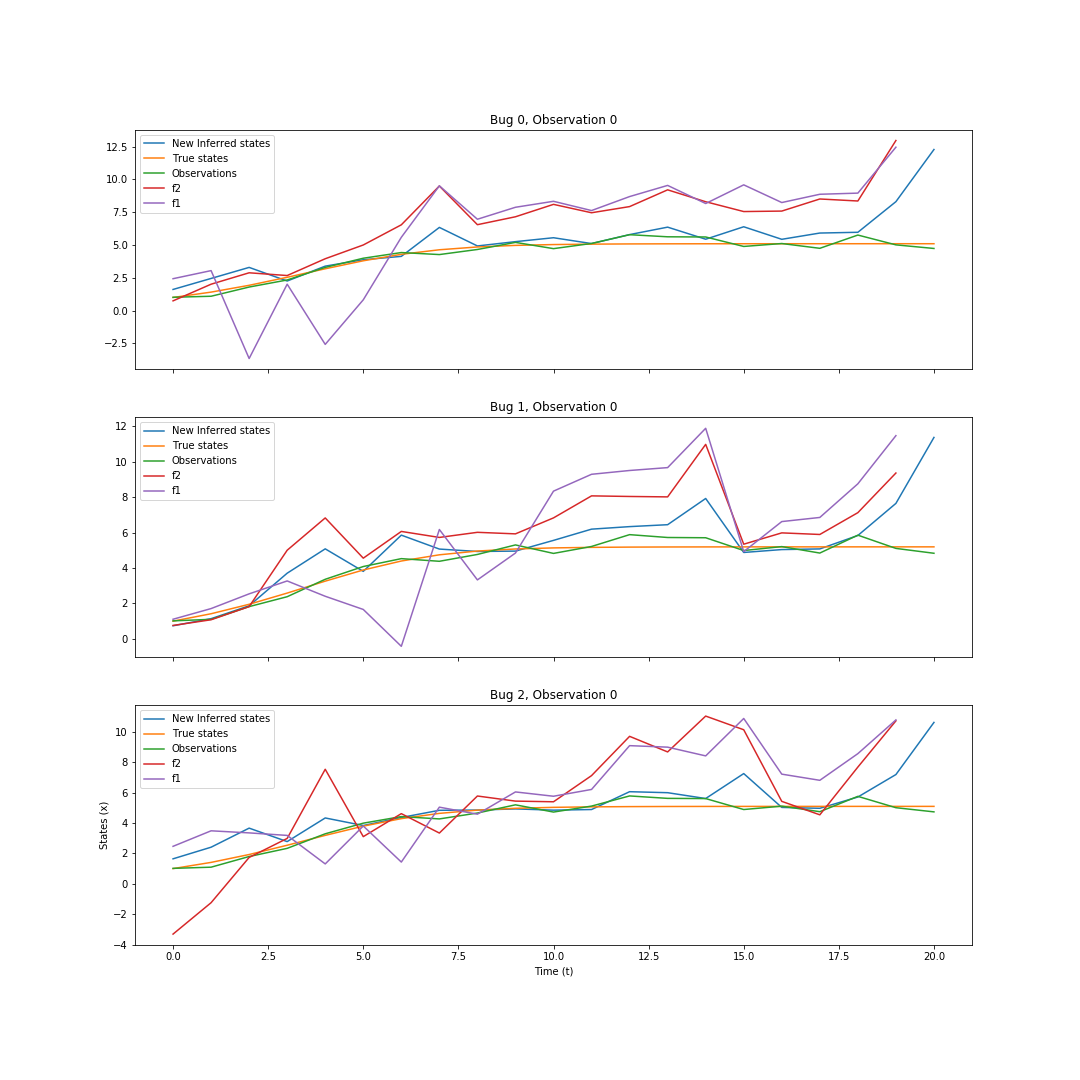 Bug 0, Observation 0
12.5
10.0
7.5
5.0
2.5
0.0
−2.5
New Inferred states
True states
Observations
f2
f1
Bug 1, Observation 0
12
10
8
6
4
2
0
New Inferred states
True states
Observations
f2
f1
Bug 2, Observation 0
10
8
6
4
2
0
−2
−4
States (x)
New Inferred states
True states
Observations
f2
f1
0.0 2.5 5.0 7.5 10.0 12.5 15.0 17.5 20.0
Time (t)